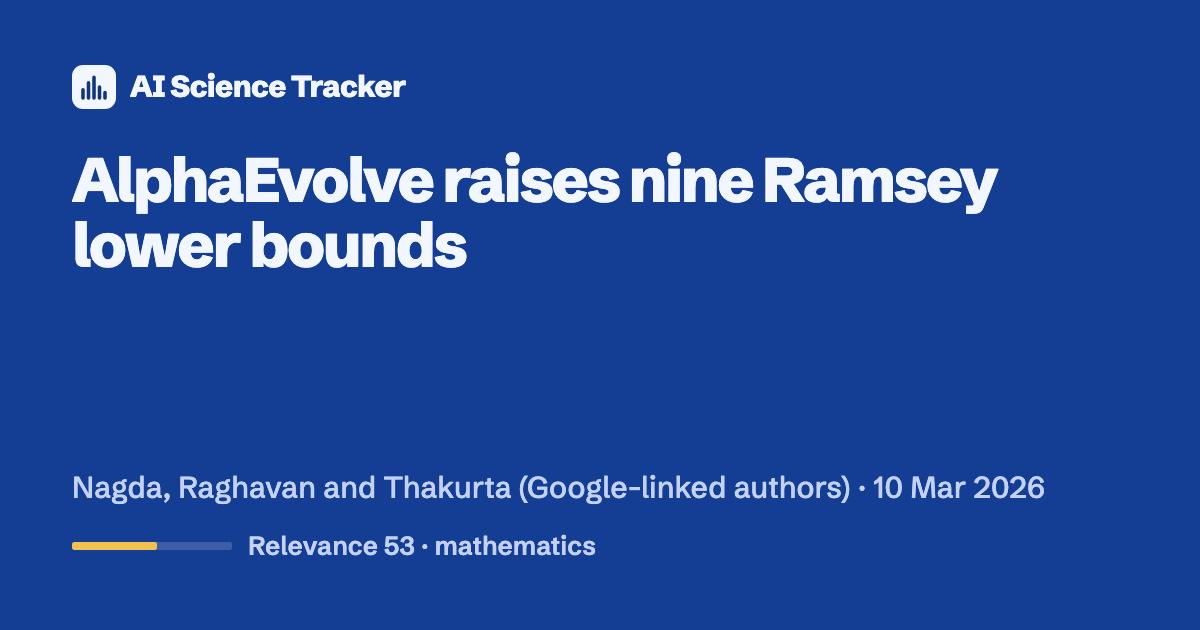 AI Science Tracker
AlphaEvolve raises nine Ramsey
lower bounds
Nagda, Raghavan and Thakurta (Google-linked authors) · 10 Mar 2026
Relevance 53 · mathematics